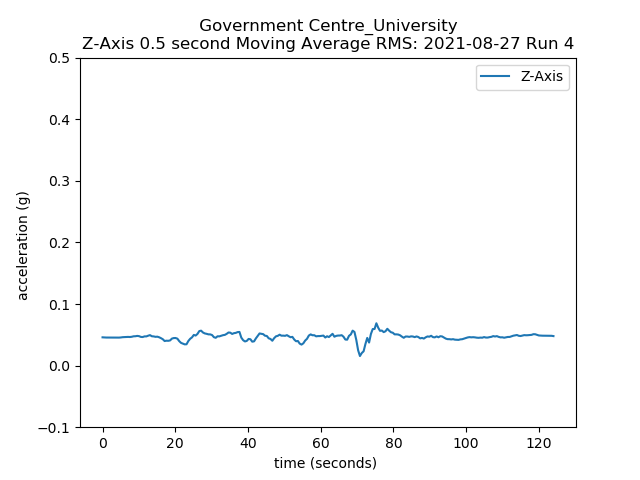 Government Centre_University
Z-Axis 0.5 second Moving Average RMS: 2021-08-27 Run 4
Z-Axis
acceleration (g)
0.5
0.4
0.3
0.2
0.1
0.0
−0.1
0 20 40 60 80 100 120
time (seconds)